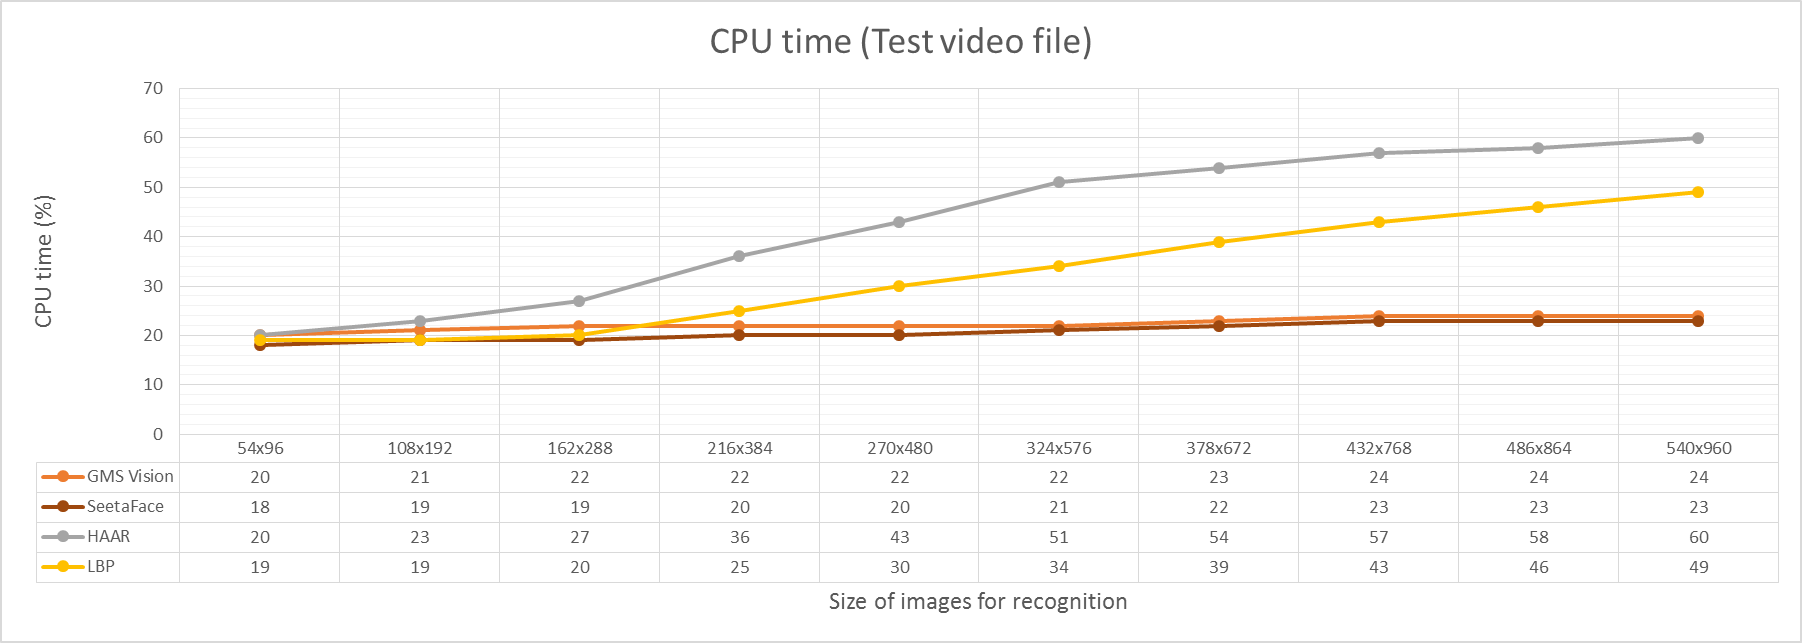 CPU time (Test video file)
70
60
50
40
30
20
10
0
CPU time (%)
54x96 108x192 162x288 216x384 270x480 324x576 378x672 432x768 486x864 540x960
GMS Vision 20 21 22 22 22 22 23 24 24 24
SeetaFace 18 19 19 20 20 21 22 23 23 23
HAAR 20 23 27 36 43 51 54 57 58 60
LBP 19 19 20 25 30 34 39 43 46 49
Size of images for recognition